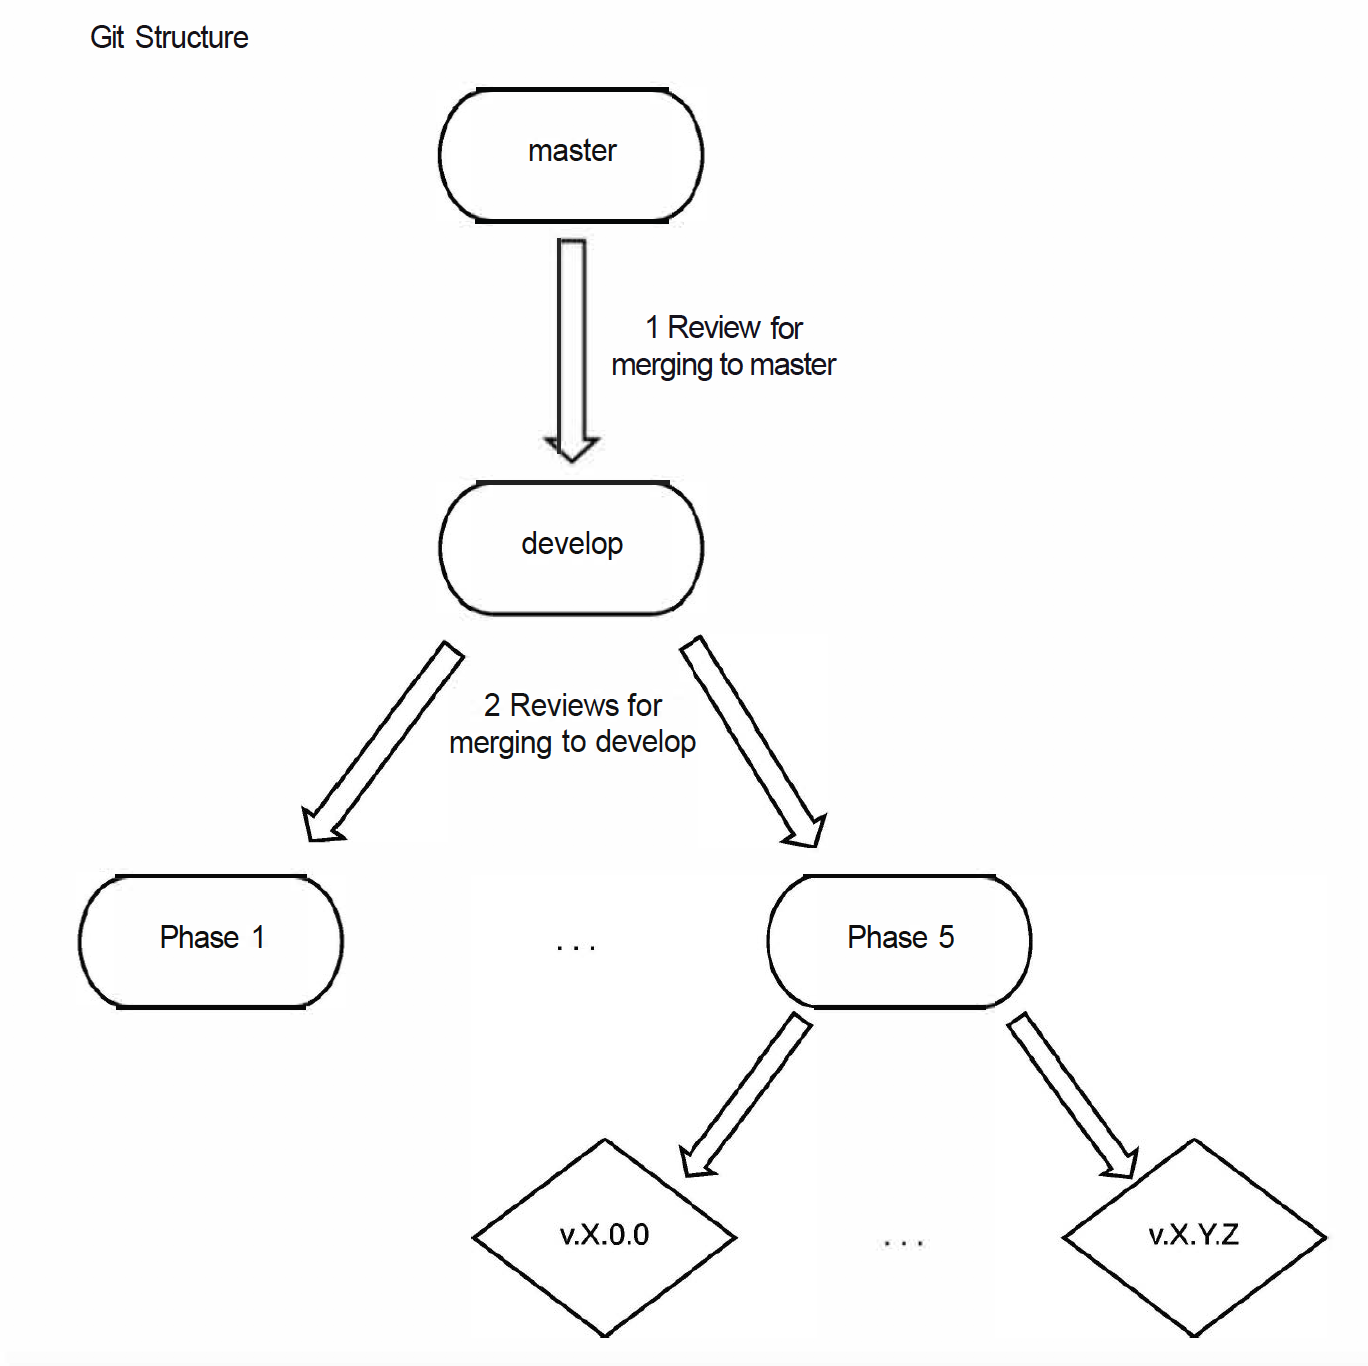 Git Structure
master
1 Review for
merging to master
develop
2 Reviews for
merging to develop
Phase 1
. . .
Phase 5
v.X.0.0
. . .
v.X.Y.Z